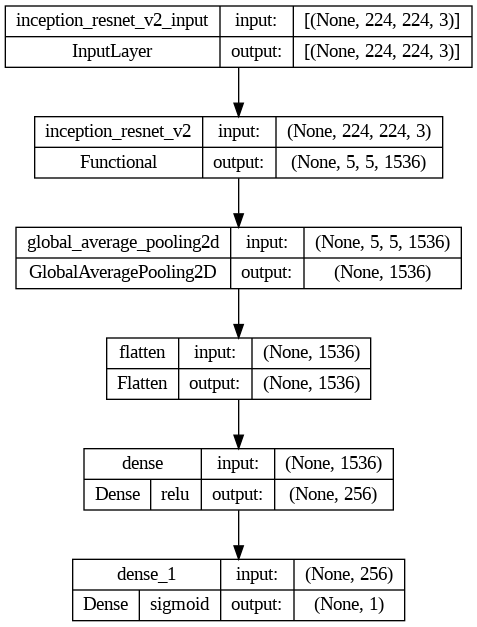 inception_resnet_v2_input input: [(None, 224, 224, 3)]
InputLayer output: [(None, 224, 224, 3)]
inception_resnet_v2 input: (None, 224, 224, 3)
Functional output: (None, 5, 5, 1536)
global_average_pooling2d input: (None, 5, 5, 1536)
GlobalAveragePooling2D output: (None, 1536)
flatten input: (None, 1536)
Flatten output: (None, 1536)
dense input: (None, 1536)
Dense relu output: (None, 256)
dense_1 input: (None, 256)
Dense sigmoid output: (None, 1)